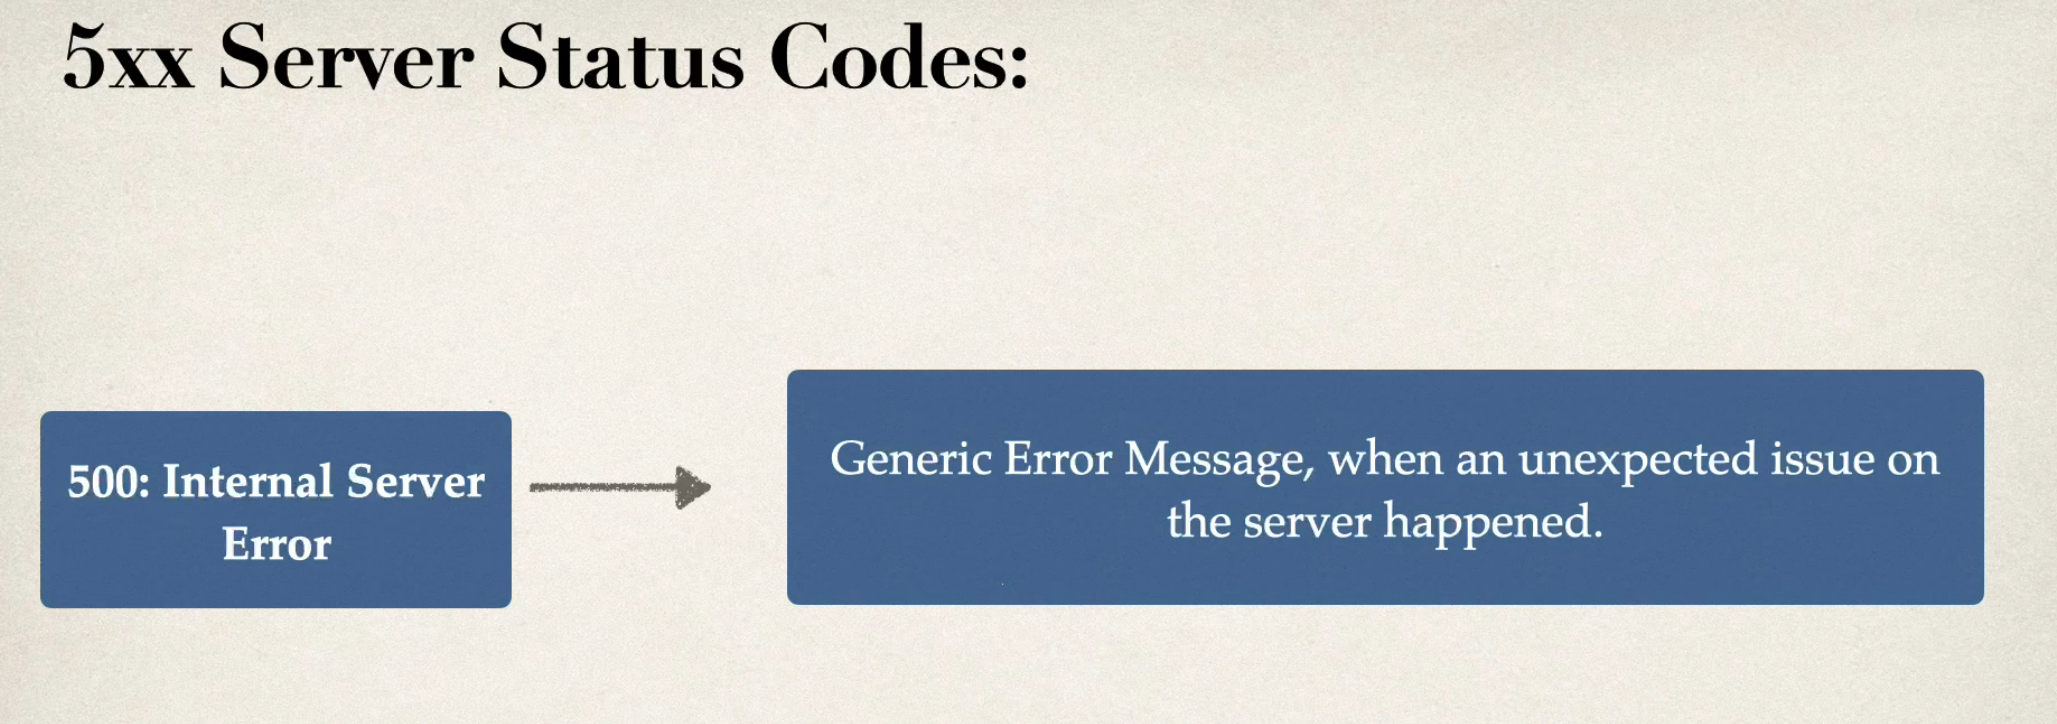 5xx Server Status Codes:
500: Internal Server
Error
Generic Error Message, when an unexpected issue on
the server happened.